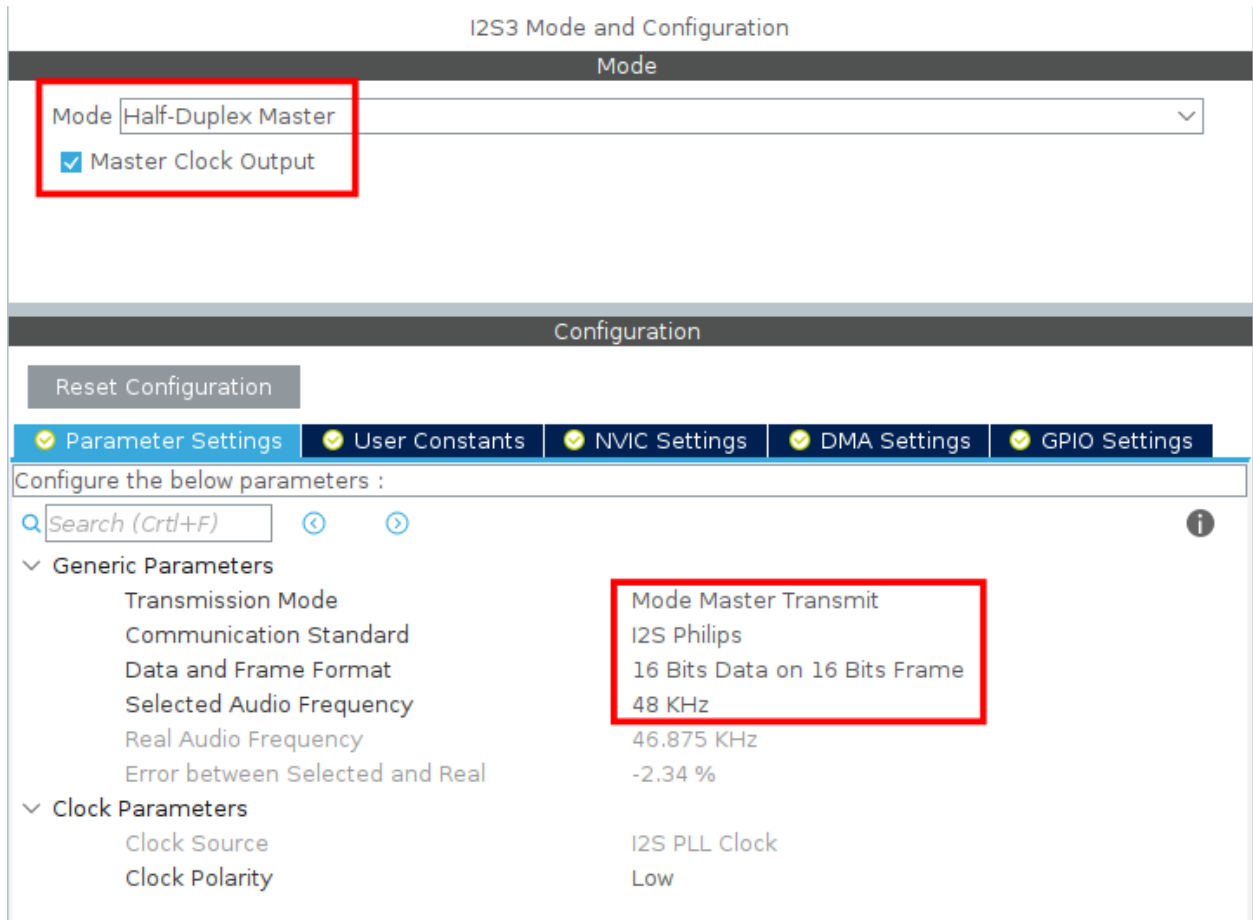 I2S3 Mode and Configuration
Mode
Mode Half-Duplex Master
Master Clock Output
Configuration
Reset Configuration
Parameter Settings User Constants NVIC Settings DMA Settings GPIO Settings
Configure the below parameters :
Search (Crtl+F)
Generic Parameters
Transmission Mode Mode Master Transmit
Communication Standard I2S Philips
Data and Frame Format 16 Bits Data on 16 Bits Frame
Selected Audio Frequency 48 KHz
Real Audio Frequency 46.875 KHz
Error between Selected and Real -2.34 %
Clock Parameters
Clock Source I2S PLL Clock
Clock Polarity Low